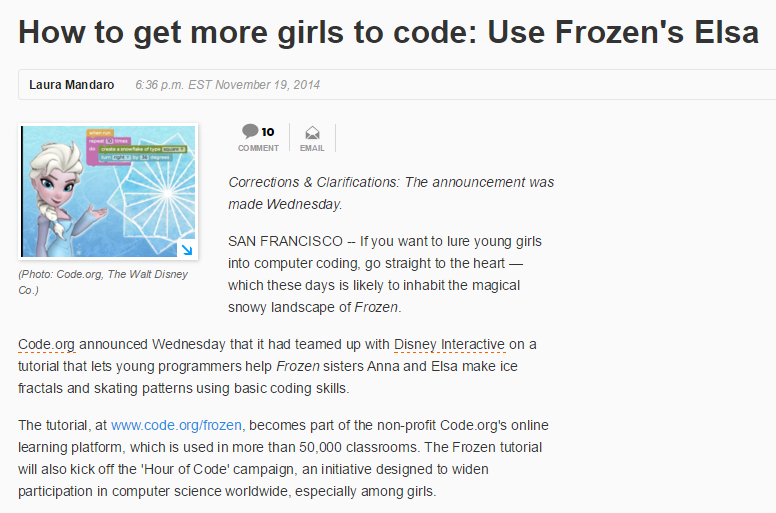 How to get more girls to code: Use Frozen's Elsa
Laura Mandaro 6:36 p.m. EST November 19, 2014
when run
repeat times
do create a snowflake of type square
turn right by degrees
10
COMMENT
EMAIL
(Photo: Code.org, The Walt Disney
Co.)
Corrections & Clarifications: The announcement was
made Wednesday.
SAN FRANCISCO -- If you want to lure young girls
into computer coding, go straight to the heart —
which these days is likely to inhabit the magical
snowy landscape of Frozen.
Code.org announced Wednesday that it had teamed up with Disney Interactive on a
tutorial that lets young programmers help Frozen sisters Anna and Elsa make ice
fractals and skating patterns using basic coding skills.
The tutorial, at www.code.org/frozen, becomes part of the non-profit Code.org's online
learning platform, which is used in more than 50,000 classrooms. The Frozen tutorial
will also kick off the 'Hour of Code' campaign, an initiative designed to widen
participation in computer science worldwide, especially among girls.